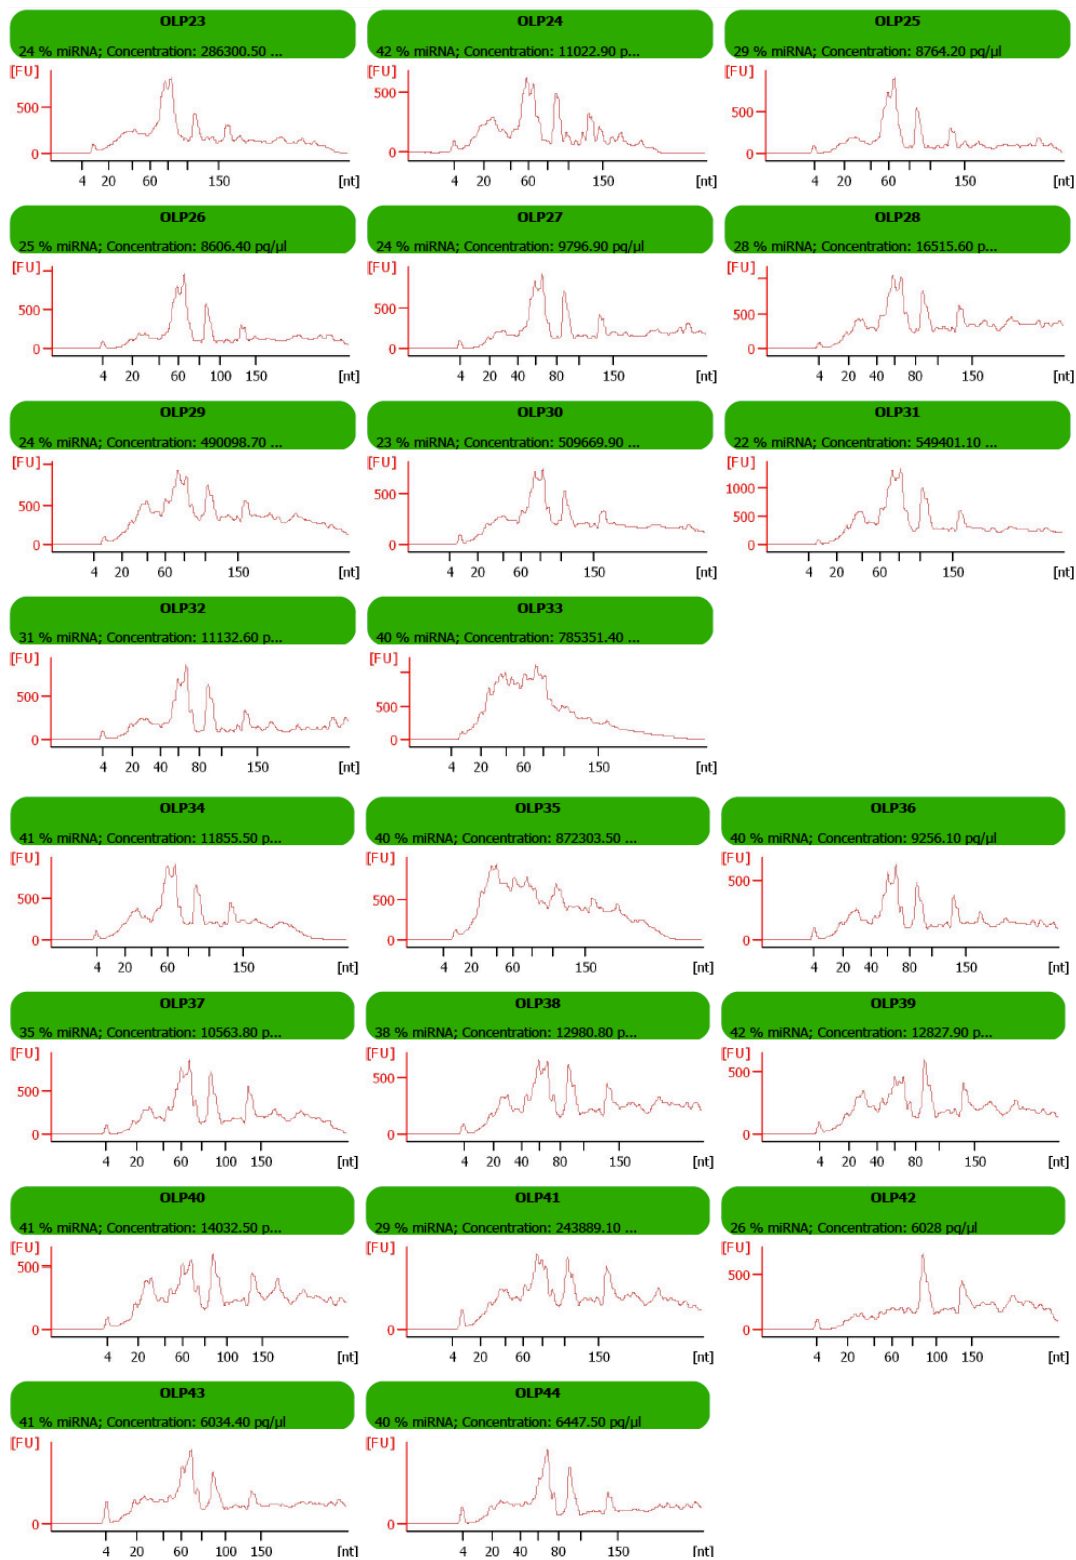 OLP23 OLP24 OLP25
24 % miRNA; Concentration: 286300.50 ... 42 % miRNA; Concentration: 11022.90 p... 29 % miRNA; Concentration: 8764.20 pg/µl
[FU] [FU] [FU]
500 500 500
0 0 0
4 20 60 150 [nt] 4 20 60 150 [nt] 4 20 60 150 [nt]
OLP26 OLP27 OLP28
25 % miRNA; Concentration: 8606.40 pg/µl 24 % miRNA; Concentration: 9796.90 pg/µl 28 % miRNA; Concentration: 16515.60 p...
[FU] [FU] [FU]
500 500 500
0 0 0
4 20 60 100 150 [nt] 4 20 40 80 150 [nt] 4 20 40 80 150 [nt]
OLP29 OLP30 OLP31
24 % miRNA; Concentration: 490098.70 ... 23 % miRNA; Concentration: 509669.90 ... 22 % miRNA; Concentration: 549401.10 ...
[FU] [FU] [FU]
1000
500 500 500
0 0 0
4 20 60 150 [nt] 4 20 60 150 [nt] 4 20 60 150 [nt]
OLP32 OLP33
31 % miRNA; Concentration: 11132.60 p... 40 % miRNA; Concentration: 785351.40 ...
[FU] [FU]
500 500
0 0
4 20 40 80 150 [nt] 4 20 60 150 [nt]
OLP34 OLP35 OLP36
41 % miRNA; Concentration: 11855.50 p... 40 % miRNA; Concentration: 872303.50 ... 40 % miRNA; Concentration: 9256.10 pg/µl
[FU] [FU] [FU]
500 500 500
0 0 0
4 20 60 150 [nt] 4 20 60 150 [nt] 4 20 40 80 150 [nt]
OLP37 OLP38 OLP39
35 % miRNA; Concentration: 10563.80 p... 38 % miRNA; Concentration: 12980.80 p... 42 % miRNA; Concentration: 12827.90 p...
[FU] [FU] [FU]
500 500 500
0 0 0
4 20 60 100 150 [nt] 4 20 40 80 150 [nt] 4 20 40 80 150 [nt]
OLP40 OLP41 OLP42
41 % miRNA; Concentration: 14032.50 p... 29 % miRNA; Concentration: 243889.10 ... 26 % miRNA; Concentration: 6028 pg/µl
[FU] [FU] [FU]
500 500
0 0 0
4 20 60 100 150 [nt] 4 20 60 150 [nt] 4 20 60 100 150 [nt]
OLP43 OLP44
41 % miRNA; Concentration: 6034.40 pg/µl 40 % miRNA; Concentration: 6447.50 pg/µl
[FU] [FU]
0 0
4 20 60 100 150 [nt] 4 20 40 80 150 [nt]